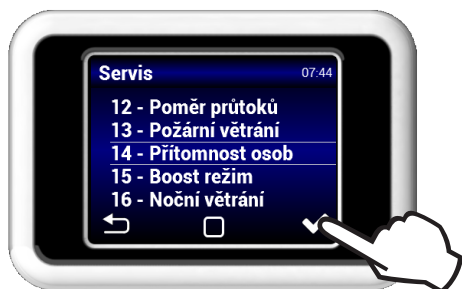 Servis 07:44
12 - Poměr průtoků
13 - Požární větrání
14 - Přítomnost osob
15 - Boost režim
16 - Noční větrání